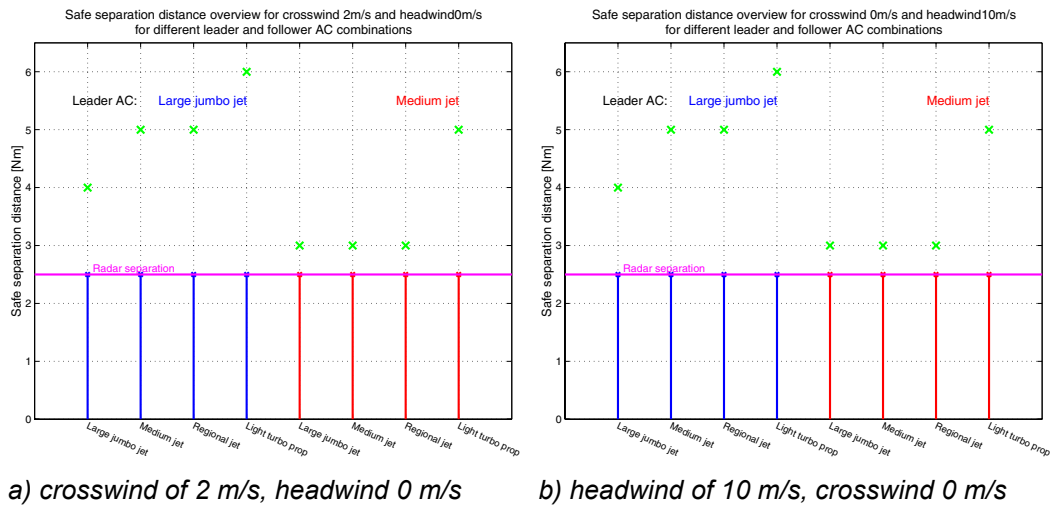 Safe separation distance overview for crosswind 2m/s and headwind0m/s
for different leader and follower AC combinations
6
5
4
3
2
1
0
Safe separation distance [Nm]
Leader AC: Large jumbo jet Medium jet
Radar separation
Large jumbo jet
Medium jet
Regional jet
Light turbo prop
Large jumbo jet
Medium jet
Regional jet
Light turbo prop
a) crosswind of 2 m/s, headwind 0 m/s
Safe separation distance overview for crosswind 0m/s and headwind10m/s
for different leader and follower AC combinations
6
5
4
3
2
1
0
Safe separation distance [Nm]
Leader AC: Large jumbo jet Medium jet
Radar separation
Large jumbo jet
Medium jet
Regional jet
Light turbo prop
Large jumbo jet
Medium jet
Regional jet
Light turbo prop
b) headwind of 10 m/s, crosswind 0 m/s